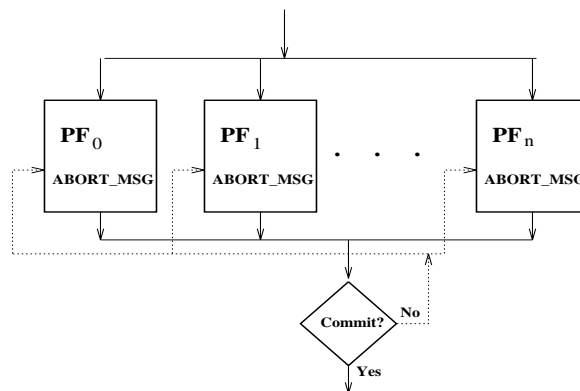 PF0 PF1 . . . PFn
ABORT_MSG ABORT_MSG ABORT_MSG
Commit? No
Yes